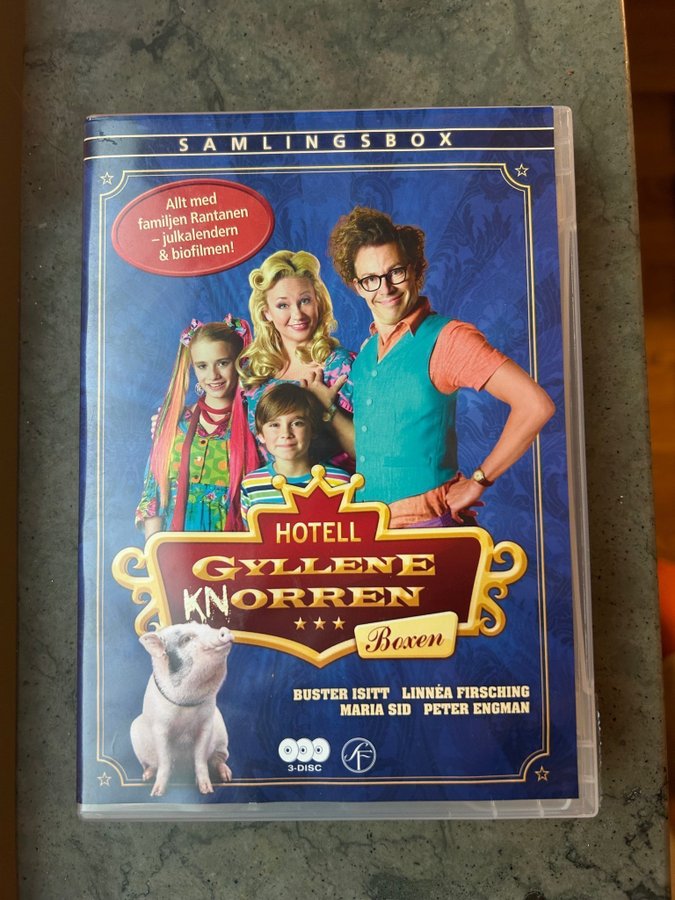 SAMLINGSBOX
Allt med
familjen Rantanen
– julkalendern
& biofilmen!
HOTELL
GYLLENE
KNORREN
Boxen
BUSTER ISITT LINNÉA FIRSCHING
MARIA SID PETER ENGMAN
3-DISC
SF